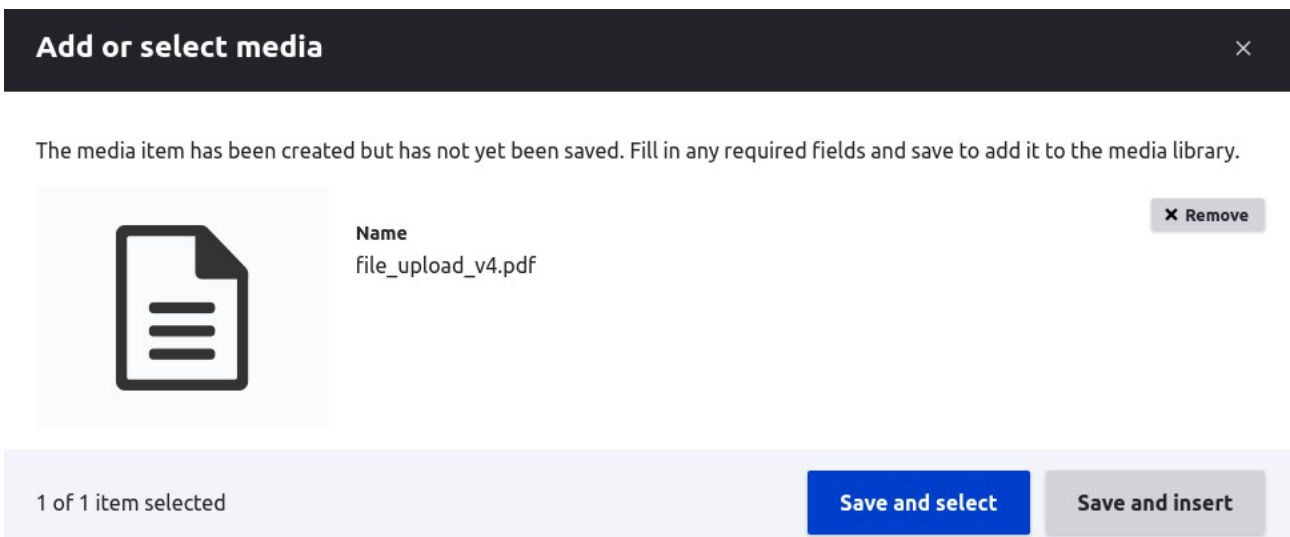 Add or select media
The media item has been created but has not yet been saved. Fill in any required fields and save to add it to the media library.
Remove
Name
file_upload_v4.pdf
1 of 1 item selected
Save and select
Save and insert